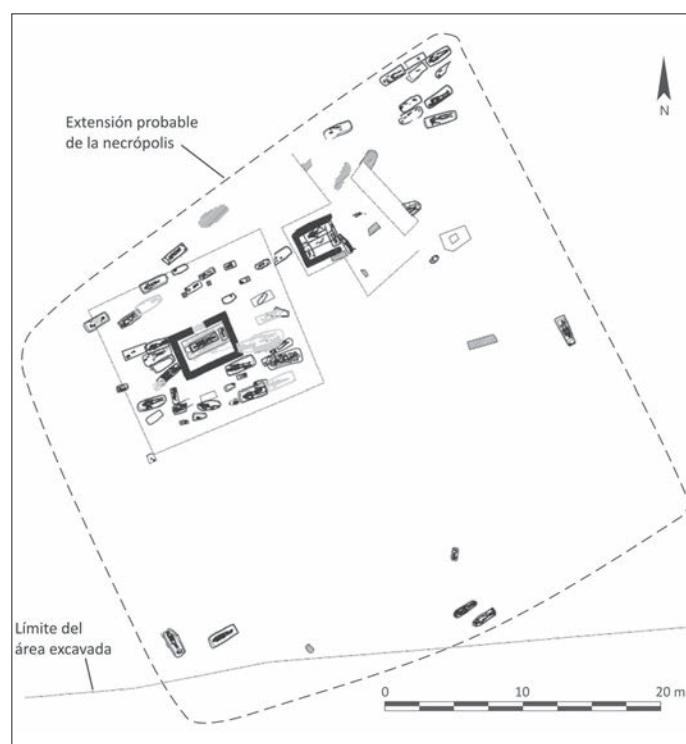 Extensión probable
de la necrópolis
N
Límite del
área excavada
0 10 20 m